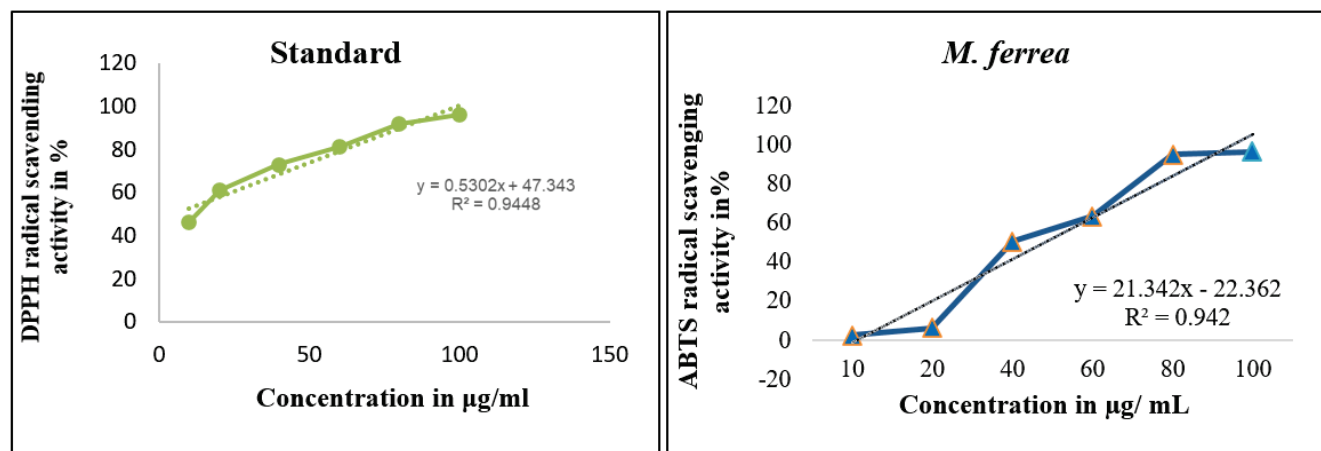 Standard
DPPH radical scavending
activity in %
120
100
80
60
40
20
0
y = 0.5302x + 47.343
R² = 0.9448
0 50 100 150
Concentration in µg/ml
M. ferrea
ABTS radical scavenging
activity in%
120
100
80
60
40
20
0
-20
y = 21.342x - 22.362
R² = 0.942
10 20 40 60 80 100
Concentration in µg/ mL